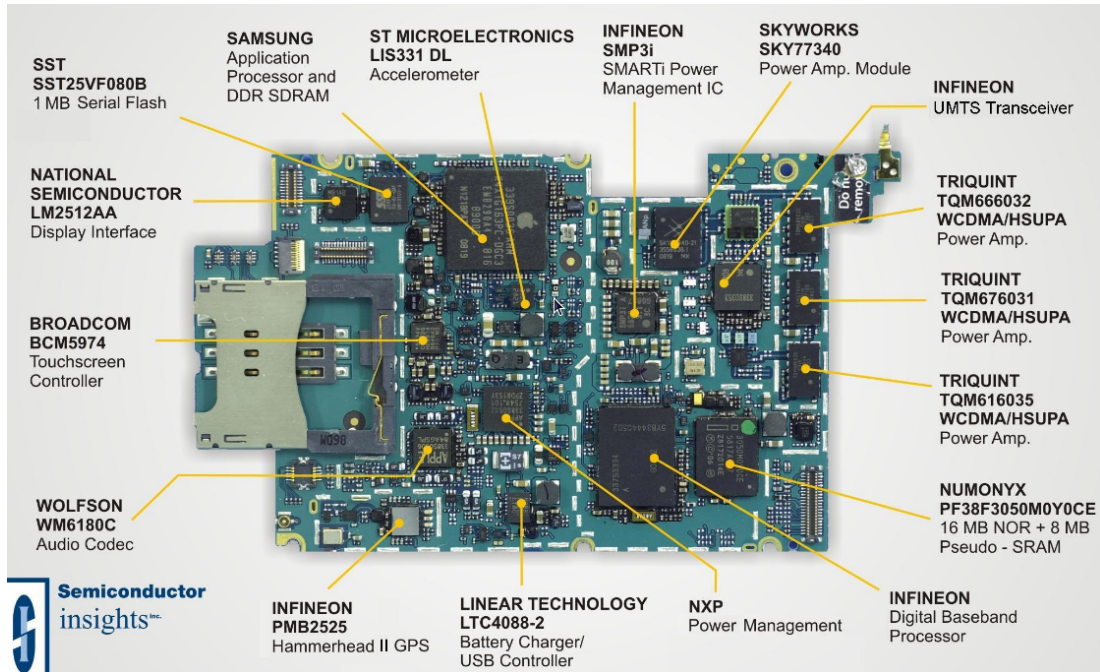 SST
SST25VF080B
1 MB Serial Flash
SAMSUNG
Application
Processor and
DDR SDRAM
ST MICROELECTRONICS
LIS331 DL
Accelerometer
INFINEON
SMP3i
SMARTi Power
Management IC
SKYWORKS
SKY77340
Power Amp. Module
INFINEON
UMTS Transceiver
NATIONAL
SEMICONDUCTOR
LM2512AA
Display Interface
TRIQUINT
TQM666032
WCDMA/HSUPA
Power Amp.
BROADCOM
BCM5974
Touchscreen
Controller
TRIQUINT
TQM676031
WCDMA/HSUPA
Power Amp.
TRIQUINT
TQM616035
WCDMA/HSUPA
Power Amp.
WOLFSON
WM6180C
Audio Codec
NUMONYX
PF38F3050M0Y0CE
16 MB NOR + 8 MB
Pseudo - SRAM
INFINEON
PMB2525
Hammerhead II GPS
LINEAR TECHNOLOGY
LTC4088-2
Battery Charger/
USB Controller
NXP
Power Management
INFINEON
Digital Baseband
Processor
Semiconductor
insights
Do not
remove